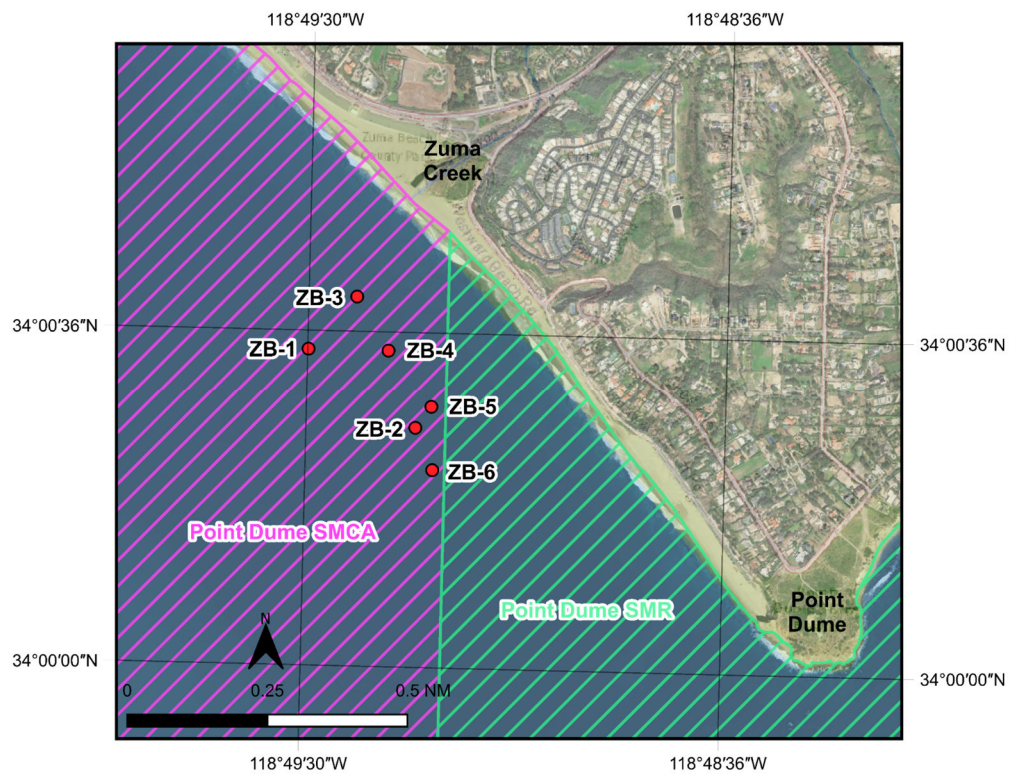 118°49′30″W
118°48′36″W
Zuma Beach
Zuma
Creek
ZB-3
34°00′36″N
ZB-1
ZB-4
34°00′36″N
ZB-5
ZB-2
ZB-6
Point Dume SMCA
Point Dume SMR
Point
Dume
N
34°00′00″N
0
0.25
0.5 NM
34°00′00″N
118°49′30″W
118°48′36″W